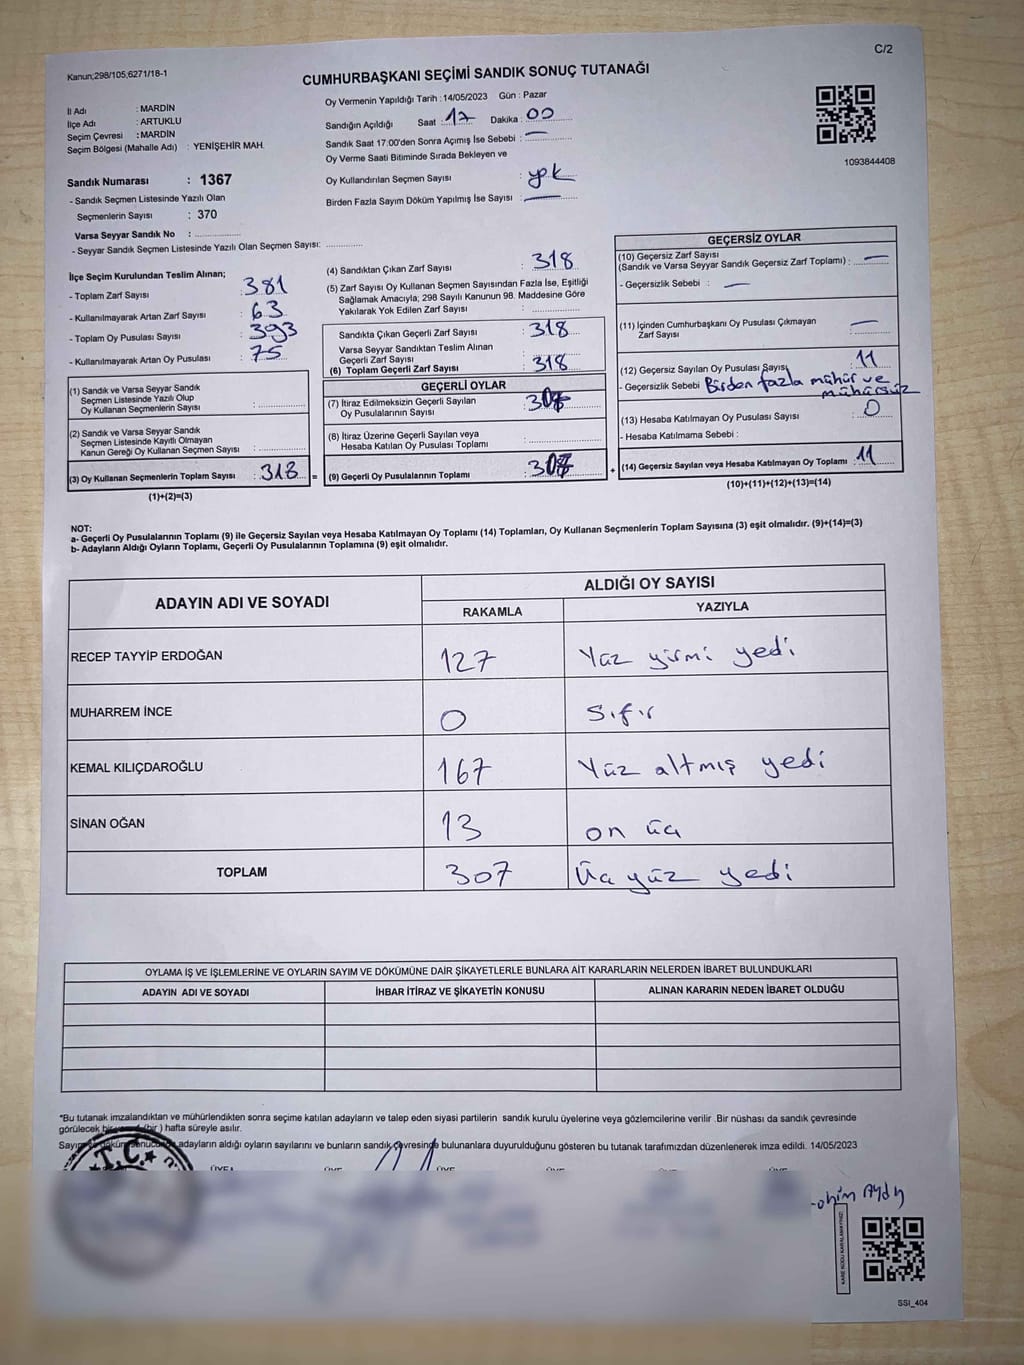 C/2
Kanun;298/105;6271/18-1
CUMHURBAŞKANI SEÇİMİ SANDIK SONUÇ TUTANAĞI
İl Adı : MARDİN
İlçe Adı : ARTUKLU
Seçim Çevresi : MARDİN
Seçim Bölgesi (Mahalle Adı) : YENİŞEHİR MAH.
Sandık Numarası : 1367
- Sandık Seçmen Listesinde Yazılı Olan
Seçmenlerin Sayısı : 370
Varsa Seyyar Sandık No : ..............
- Seyyar Sandık Seçmen Listesinde Yazılı Olan Seçmen Sayısı: ............
Oy Vermenin Yapıldığı Tarih : 14/05/2023 Gün : Pazar
Sandığın Açıldığı Saat : 17 Dakika : 00
Sandık Saat 17:00'den Sonra Açımış İse Sebebi : —
Oy Verme Saati Bitiminde Sırada Bekleyen ve
Oy Kullandırılan Seçmen Sayısı : yok
Birden Fazla Sayım Döküm Yapılmış İse Sayısı : —
1093844408
İlçe Seçim Kurulundan Teslim Alınan;
- Toplam Zarf Sayısı : 381
- Kullanılmayarak Artan Zarf Sayısı : 63
- Toplam Oy Pusulası Sayısı : 393
- Kullanılmayarak Artan Oy Pusulası : 75
(1) Sandık ve Varsa Seyyar Sandık
Seçmen Listesinde Yazılı Olup
Oy Kullanan Seçmenlerin Sayısı : ............
(2) Sandık ve Varsa Seyyar Sandık
Seçmen Listesinde Kayıtlı Olmayan
Kanun Gereği Oy Kullanan Seçmen Sayısı : ............
(3) Oy Kullanan Seçmenlerin Toplam Sayısı : 318 =
(1)+(2)=(3)
(4) Sandıktan Çıkan Zarf Sayısı : 318
(5) Zarf Sayısı Oy Kullanan Seçmen Sayısından Fazla İse, Eşitliği
Sağlamak Amacıyla; 298 Sayılı Kanunun 98. Maddesine Göre
Yakılarak Yok Edilen Zarf Sayısı : ............
Sandıkta Çıkan Geçerli Zarf Sayısı : 318
Varsa Seyyar Sandıktan Teslim Alınan
Geçerli Zarf Sayısı
(6) Toplam Geçerli Zarf Sayısı : 318
GEÇERLİ OYLAR
(7) İtiraz Edilmeksizin Geçerli Sayılan
Oy Pusulalarının Sayısı : 307
(8) İtiraz Üzerine Geçerli Sayılan veya
Hesaba Katılan Oy Pusulası Toplamı : ............
(9) Geçerli Oy Pusulalarının Toplamı : 307 +
GEÇERSİZ OYLAR
(10) Geçersiz Zarf Sayısı
(Sandık ve Varsa Seyyar Sandık Geçersiz Zarf Toplamı) : —
- Geçersizlik Sebebi : —
(11) İçinden Cumhurbaşkanı Oy Pusulası Çıkmayan
Zarf Sayısı : —
(12) Geçersiz Sayılan Oy Pusulası Sayısı : 11
- Geçersizlik Sebebi Birden fazla mühür ve
mühürsüz
(13) Hesaba Katılmayan Oy Pusulası Sayısı : 0
- Hesaba Katılmama Sebebi :
(14) Geçersiz Sayılan veya Hesaba Katılmayan Oy Toplamı : 11
(10)+(11)+(12)+(13)=(14)
NOT:
a- Geçerli Oy Pusulalarının Toplamı (9) ile Geçersiz Sayılan veya Hesaba Katılmayan Oy Toplamı (14) Toplamları, Oy Kullanan Seçmenlerin Toplam Sayısına (3) eşit olmalıdır. (9)+(14)=(3)
b- Adayların Aldığı Oyların Toplamı, Geçerli Oy Pusulalarının Toplamına (9) eşit olmalıdır.
ADAYIN ADI VE SOYADI
ALDIĞI OY SAYISI
RAKAMLA YAZIYLA
RECEP TAYYİP ERDOĞAN 127 Yüz yirmi yedi
MUHARREM İNCE 0 Sıfır
KEMAL KILIÇDAROĞLU 167 Yüz altmış yedi
SİNAN OĞAN 13 on üç
TOPLAM 307 Üç yüz yedi
OYLAMA İŞ VE İŞLEMLERİNE VE OYLARIN SAYIM VE DÖKÜMÜNE DAİR ŞİKAYETLERLE BUNLARA AİT KARARLARIN NELERDEN İBARET BULUNDUKLARI
ADAYIN ADI VE SOYADI İHBAR İTİRAZ VE ŞİKAYETİN KONUSU ALINAN KARARIN NEDEN İBARET OLDUĞU
*Bu tutanak imzalandıktan ve mühürlendikten sonra seçime katılan adayların ve talep eden siyasi partilerin sandık kurulu üyelerine veya gözlemcilerine verilir .Bir nüshası da sandık çevresinde
görülecek bir (bir ) hafta süreyle asılır.
adayların aldığı oyların sayılarını ve bunların sandık çevresinde bulunanlara duyurulduğunu gösteren bu tutanak tarafımızdan düzenlenerek imza edildi. 14/05/2023
T.C.
ÜYE
ÜYE
Aydın
SSI_404